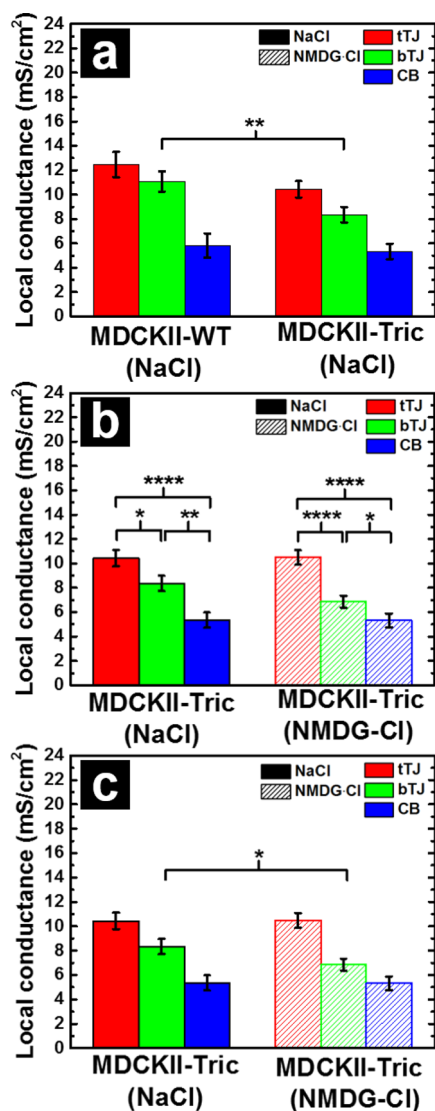 a
Local conductance (mS/cm²)
24
22
20
18
16
14
12
10
8
6
4
2
0
NaCl
NMDG·Cl
tTJ
bTJ
CB
**
MDCKII-WT
(NaCl)
MDCKII-Tric
(NaCl)
b
Local conductance (mS/cm²)
24
22
20
18
16
14
12
10
8
6
4
2
0
NaCl
NMDG·Cl
tTJ
bTJ
CB
****
* **
****
**** *
MDCKII-Tric
(NaCl)
MDCKII-Tric
(NMDG-Cl)
c
Local conductance (mS/cm²)
24
22
20
18
16
14
12
10
8
6
4
2
0
NaCl
NMDG·Cl
tTJ
bTJ
CB
*
MDCKII-Tric
(NaCl)
MDCKII-Tric
(NMDG-Cl)